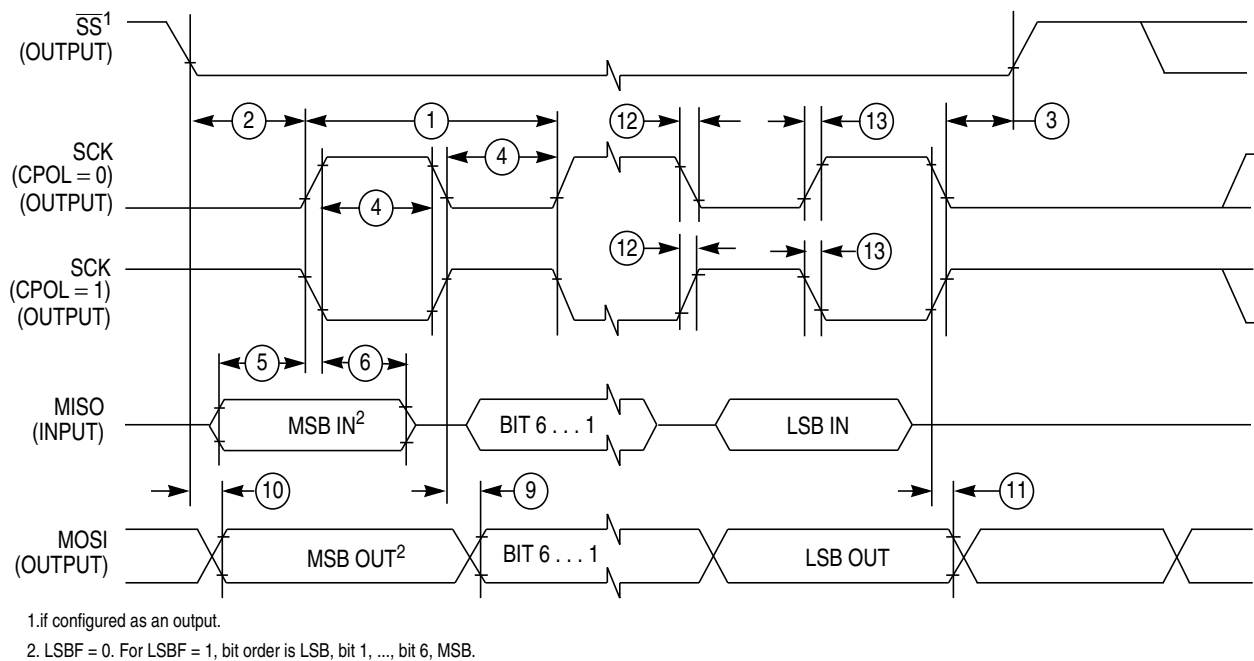 SS1
(OUTPUT)
2
1
12
13
3
SCK
(CPOL = 0)
(OUTPUT)
4
4
12
13
SCK
(CPOL = 1)
(OUTPUT)
5
6
MISO
(INPUT)
MSB IN2
BIT 6 . . . 1
LSB IN
10
9
11
MOSI
(OUTPUT)
MSB OUT2
BIT 6 . . . 1
LSB OUT
1.if configured as an output.
2. LSBF = 0. For LSBF = 1, bit order is LSB, bit 1, ..., bit 6, MSB.